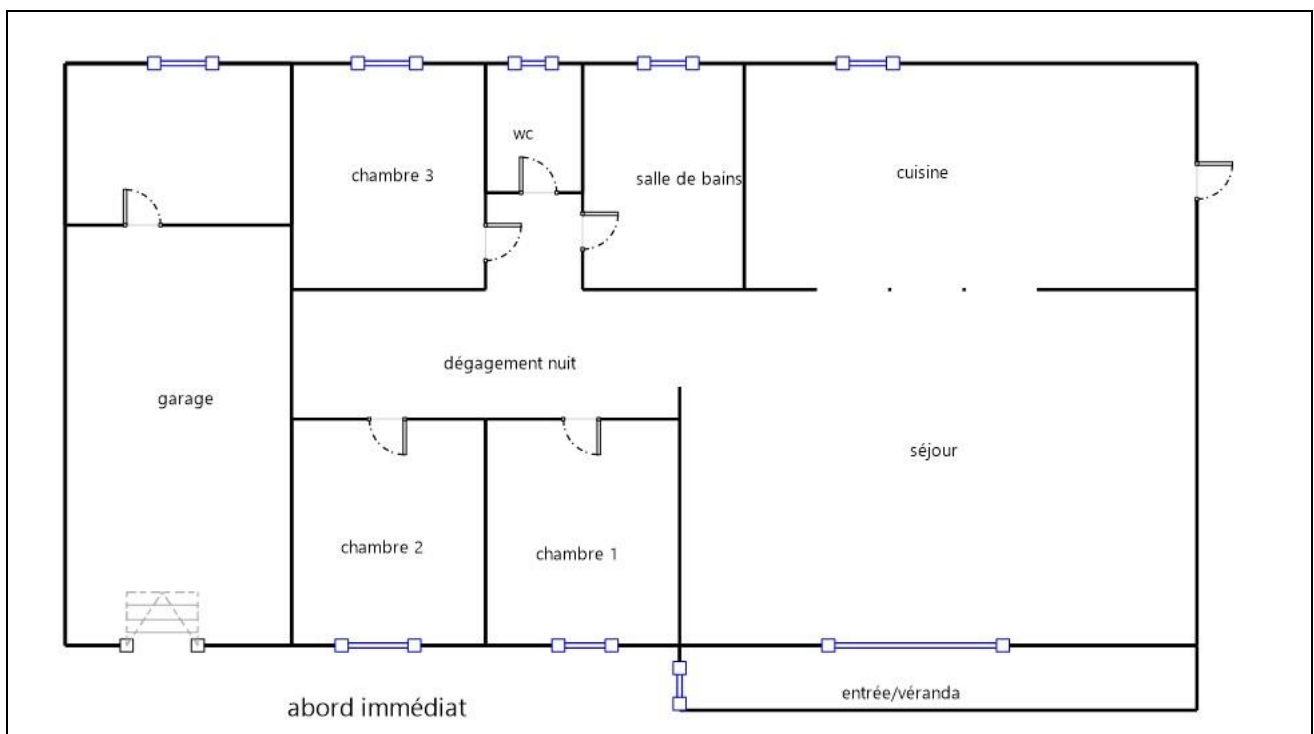 wc
chambre 3
salle de bains
cuisine
dégagement nuit
garage
séjour
chambre 2
chambre 1
entrée/véranda
abord immédiat